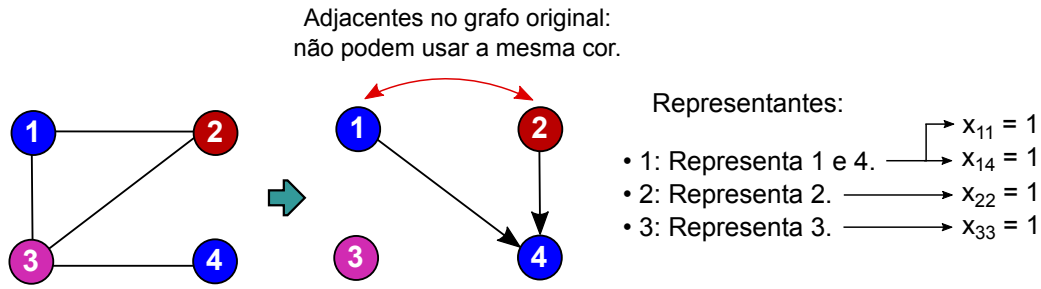 Adjacentes no grafo original:
não podem usar a mesma cor.
1
2
3
4
1
2
3
4
Representantes:
• 1: Representa 1 e 4.
x11 = 1
x14 = 1
• 2: Representa 2.
x22 = 1
• 3: Representa 3.
x33 = 1